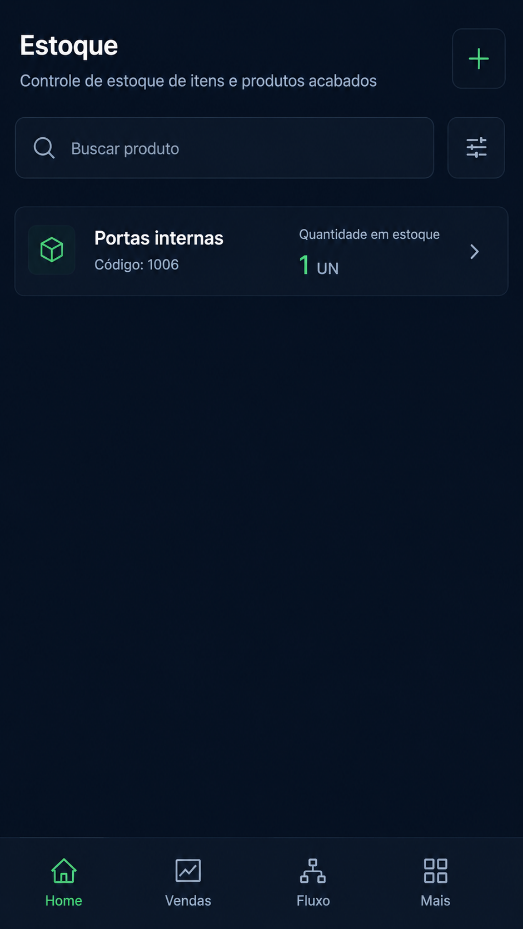 Estoque
Controle de estoque de itens e produtos acabados
Buscar produto
Portas internas
Código: 1006
Quantidade em estoque
1 UN
Home
Vendas
Fluxo
Mais